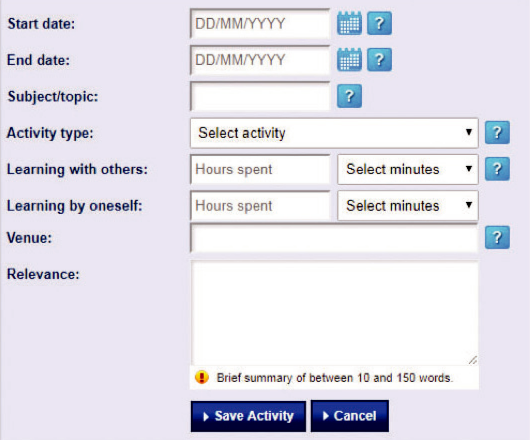 Start date: DD/MM/YYYY ?
End date: DD/MM/YYYY ?
Subject/topic: ?
Activity type: Select activity ?
Learning with others: Hours spent Select minutes ?
Learning by oneself: Hours spent Select minutes
Venue: ?
Relevance:
! Brief summary of between 10 and 150 words.
Save Activity Cancel